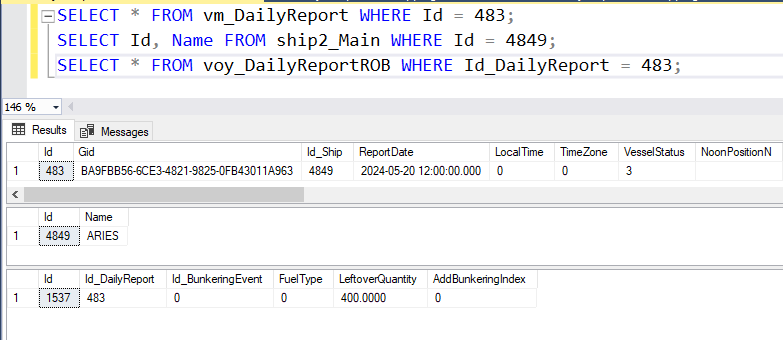 SELECT * FROM vm_DailyReport WHERE Id = 483;
SELECT Id, Name FROM ship2_Main WHERE Id = 4849;
SELECT * FROM voy_DailyReportROB WHERE Id_DailyReport = 483;
146 %
Results Messages
Id Gid Id_Ship ReportDate LocalTime TimeZone VesselStatus NoonPositionN
1 483 BA9FBB56-6CE3-4821-9825-0FB43011A963 4849 2024-05-20 12:00:00.000 0 0 3
Id Name
1 4849 ARIES
Id Id_DailyReport Id_BunkeringEvent FuelType LeftoverQuantity AddBunkeringIndex
1 1537 483 0 0 400.0000 0